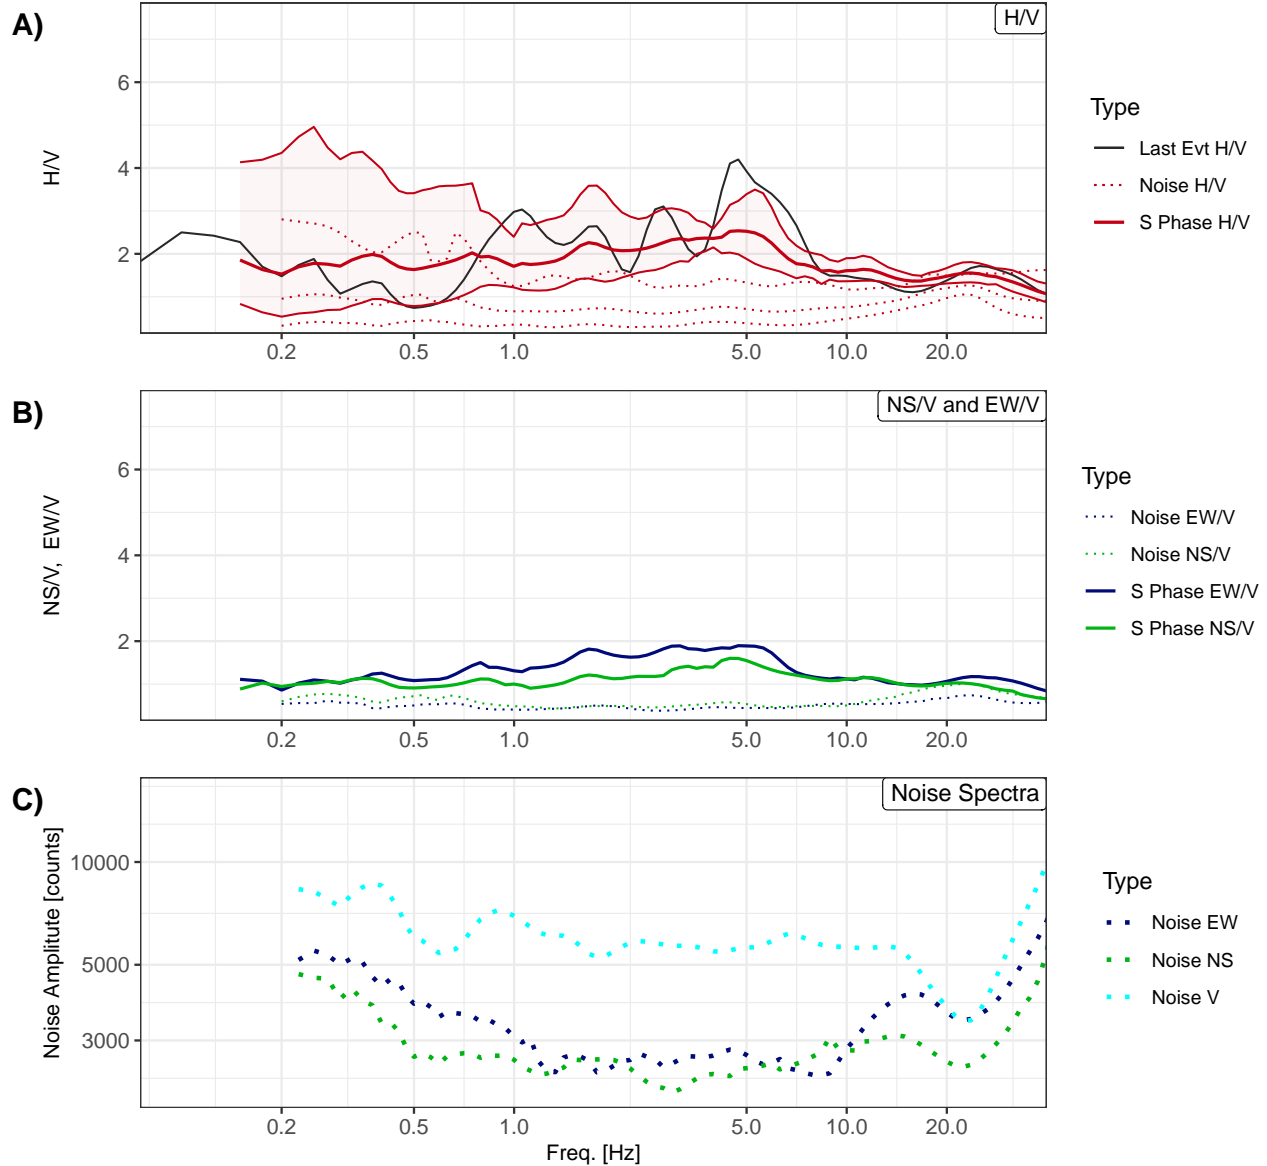 A)
H/V
H/V
6
4
2
0.2 0.5 1.0 5.0 10.0 20.0
Type
Last Evt H/V
Noise H/V
S Phase H/V
B)
NS/V and EW/V
NS/V, EW/V
6
4
2
0.2 0.5 1.0 5.0 10.0 20.0
Type
Noise EW/V
Noise NS/V
S Phase EW/V
S Phase NS/V
C)
Noise Spectra
Noise Amplitute [counts]
10000
5000
3000
0.2 0.5 1.0 5.0 10.0 20.0
Freq. [Hz]
Type
Noise EW
Noise NS
Noise V